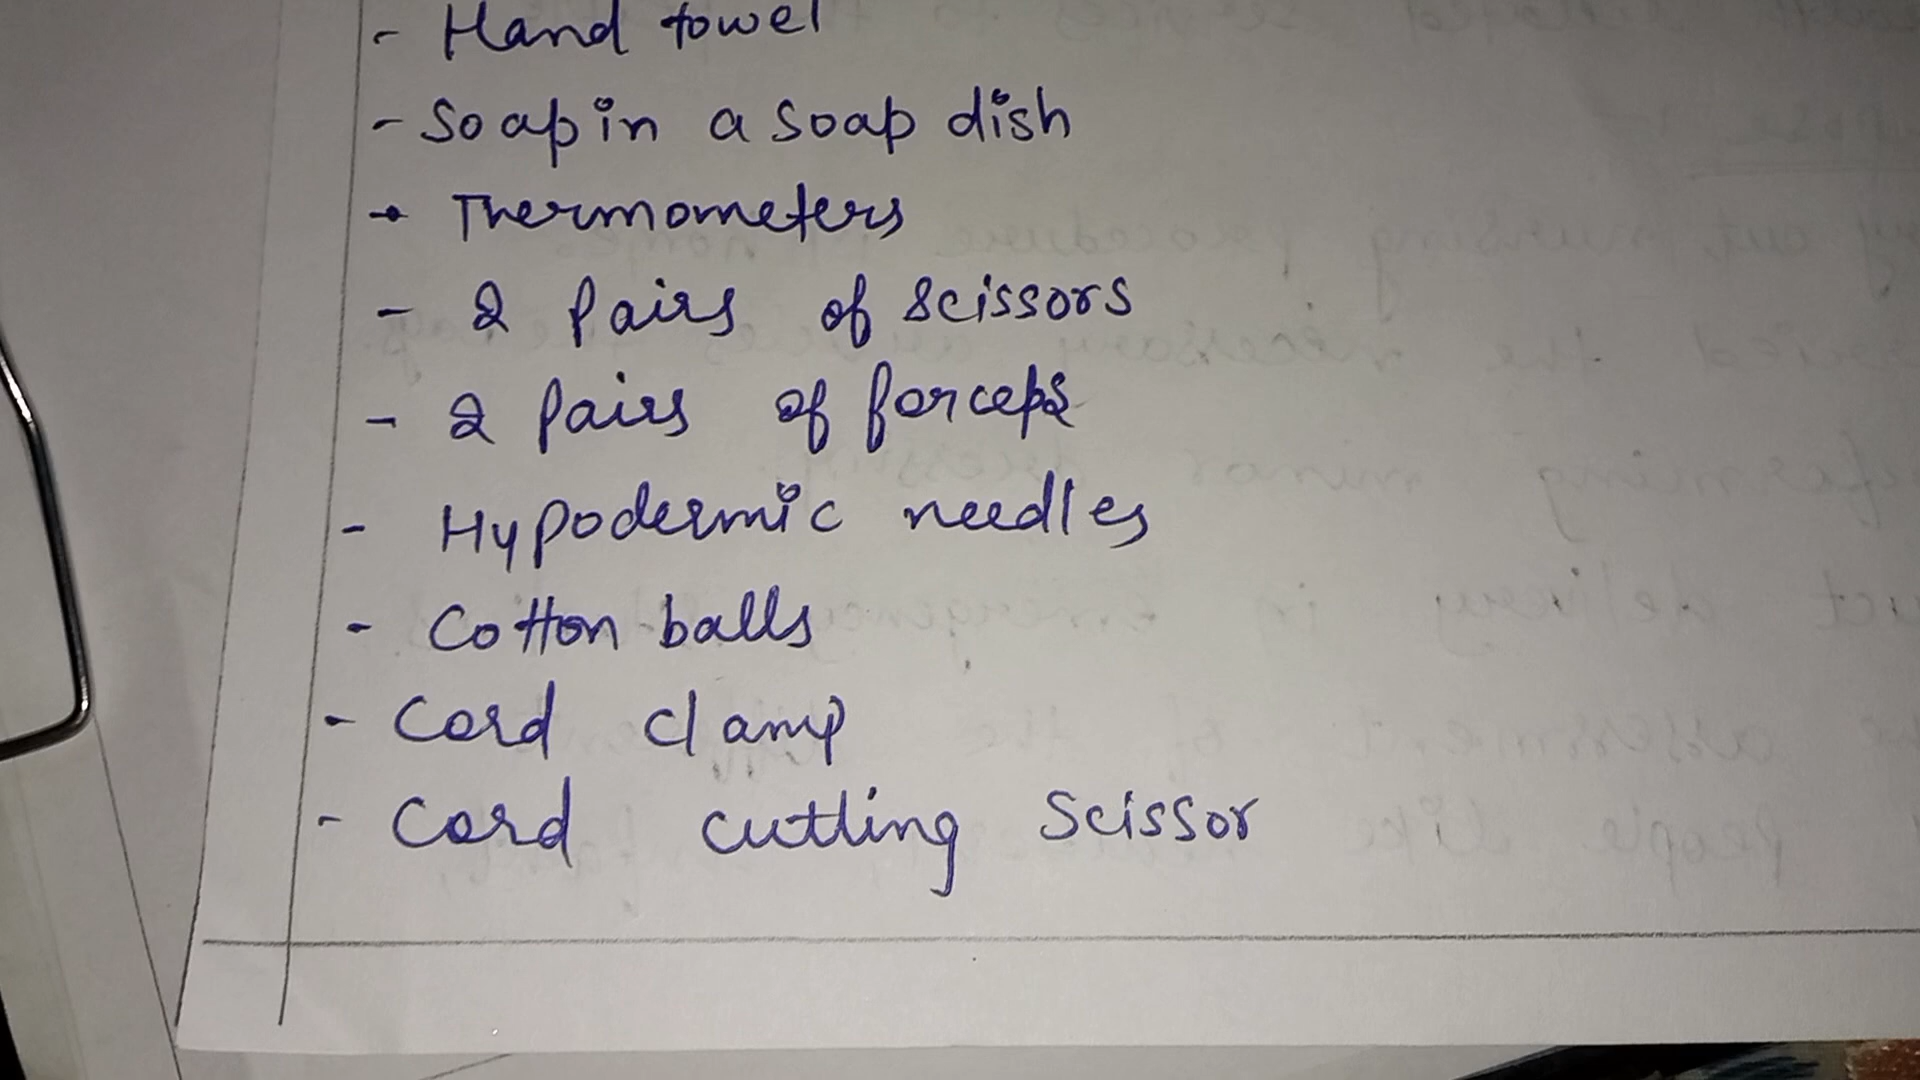 - Hand towel
- Soap in a soap dish
- Thermometers
- 2 Pairs of scissors
- 2 Pairs of forceps
- Hypodermic needles
- Cotton balls
- Cord clamp
- Cord cutting Scissor